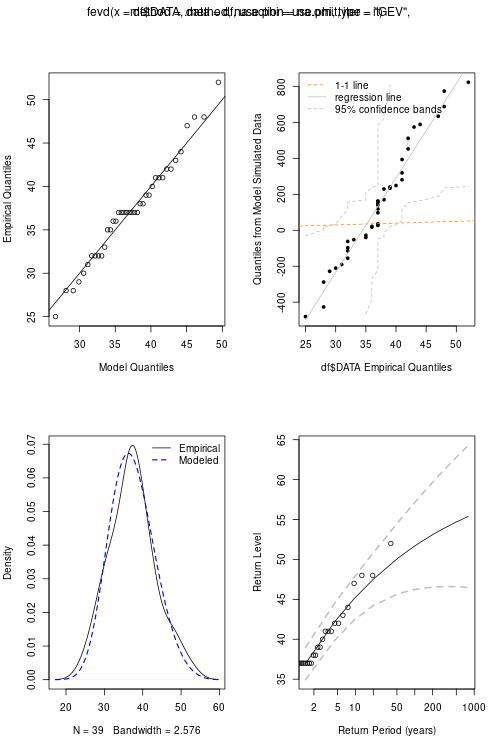 fevd(x = "GEV",
Empirical Quantiles
50
45
40
35
30
25
30 35 40 45 50
Model Quantiles
Quantiles from Model Simulated Data
800
600
400
200
0
400
1-1 line
regression line
95% confidence bands
25 30 35 40 45 50
df$DATA Empirical Quantiles
Density
0.07
0.06
0.05
0.04
0.03
0.02
0.01
0.00
Empirical
Modeled
20 30 40 50 60
N = 39 Bandwidth = 2.576
Return Level
65
60
55
50
45
40
35
2 5 10 50 200 1000
Return Period (years)